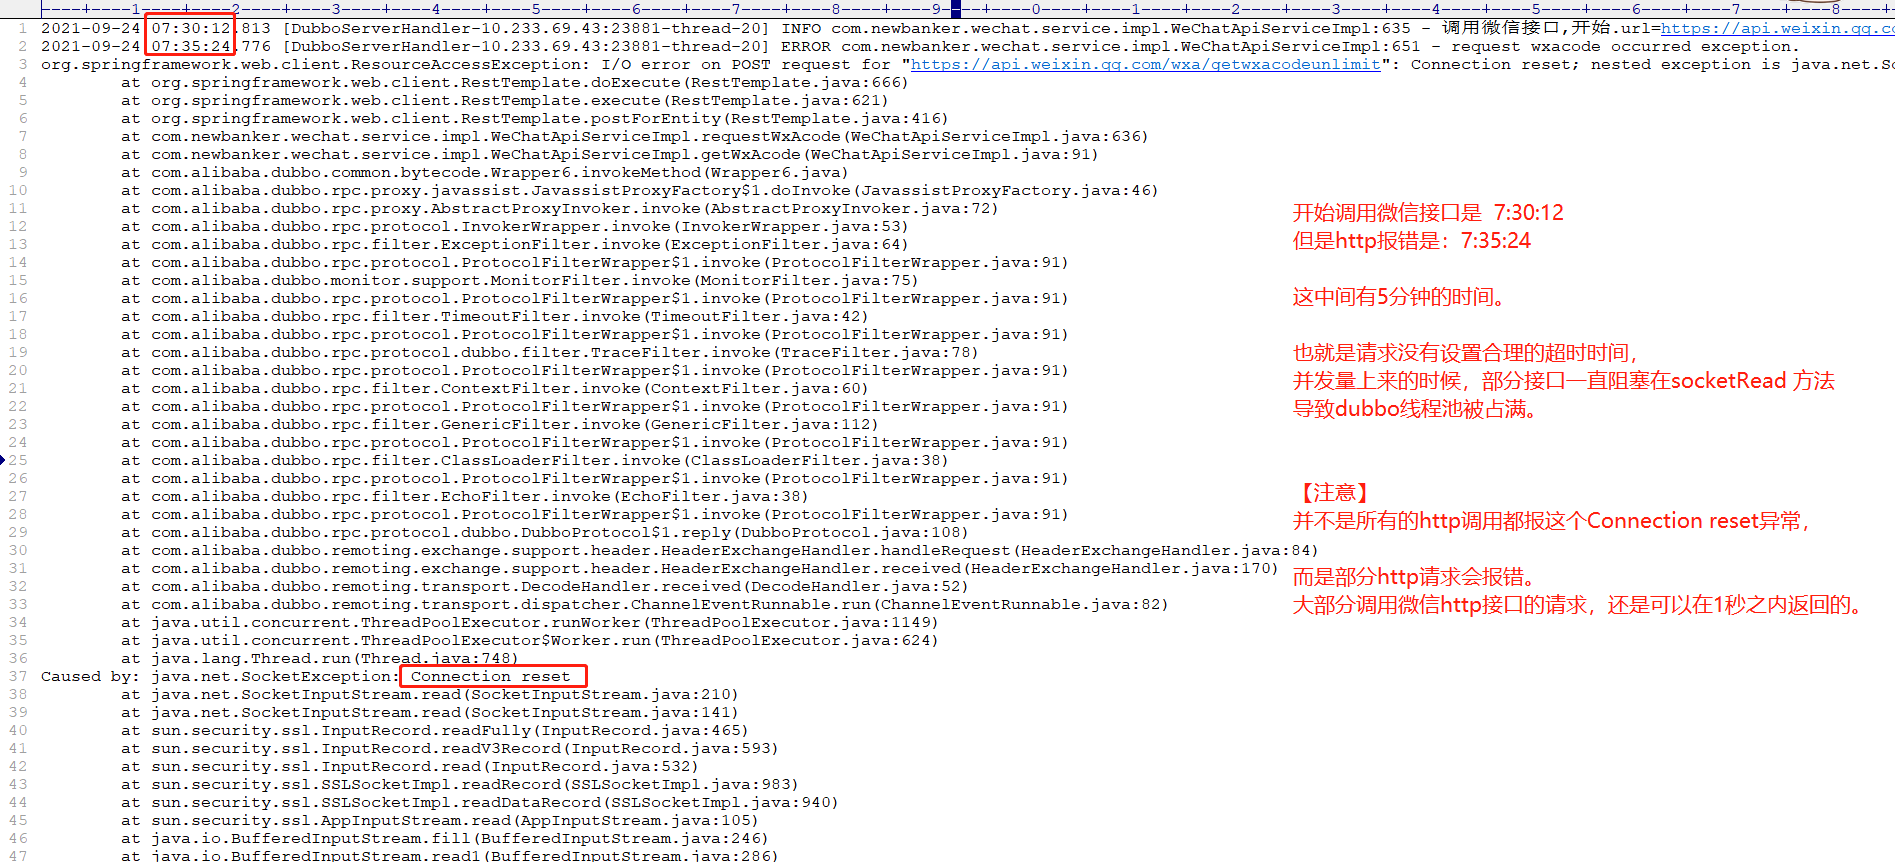 ----+----1----+----2----+----3----+----4----+----5----+----6----+----7----+----8----+----9----+----0----+----1----+----2----+----3----+----4----+----5----+----6----+----7----+----8----+
1 2021-09-24 07:30:12.813 [DubboServerHandler-10.233.69.43:23881-thread-20] INFO com.newbanker.wechat.service.impl.WeChatApiServiceImpl:635 - 调用微信接口,开始.url=https://api.weixin.qq.co
2 2021-09-24 07:35:24.776 [DubboServerHandler-10.233.69.43:23881-thread-20] ERROR com.newbanker.wechat.service.impl.WeChatApiServiceImpl:651 - request wxacode occurred exception.
3 org.springframework.web.client.ResourceAccessException: I/O error on POST request for "https://api.weixin.qq.com/wxa/getwxacodeunlimit": Connection reset; nested exception is java.net.So
4 at org.springframework.web.client.RestTemplate.doExecute(RestTemplate.java:666)
5 at org.springframework.web.client.RestTemplate.execute(RestTemplate.java:621)
6 at org.springframework.web.client.RestTemplate.postForEntity(RestTemplate.java:416)
7 at com.newbanker.wechat.service.impl.WeChatApiServiceImpl.requestWxAcode(WeChatApiServiceImpl.java:636)
8 at com.newbanker.wechat.service.impl.WeChatApiServiceImpl.getWxAcode(WeChatApiServiceImpl.java:91)
9 at com.alibaba.dubbo.common.bytecode.Wrapper6.invokeMethod(Wrapper6.java)
10 at com.alibaba.dubbo.rpc.proxy.javassist.JavassistProxyFactory$1.doInvoke(JavassistProxyFactory.java:46)
11 at com.alibaba.dubbo.rpc.proxy.AbstractProxyInvoker.invoke(AbstractProxyInvoker.java:72)
12 at com.alibaba.dubbo.rpc.protocol.InvokerWrapper.invoke(InvokerWrapper.java:53)
13 at com.alibaba.dubbo.rpc.filter.ExceptionFilter.invoke(ExceptionFilter.java:64)
14 at com.alibaba.dubbo.rpc.protocol.ProtocolFilterWrapper$1.invoke(ProtocolFilterWrapper.java:91)
15 at com.alibaba.dubbo.monitor.support.MonitorFilter.invoke(MonitorFilter.java:75)
16 at com.alibaba.dubbo.rpc.protocol.ProtocolFilterWrapper$1.invoke(ProtocolFilterWrapper.java:91)
17 at com.alibaba.dubbo.rpc.filter.TimeoutFilter.invoke(TimeoutFilter.java:42)
18 at com.alibaba.dubbo.rpc.protocol.ProtocolFilterWrapper$1.invoke(ProtocolFilterWrapper.java:91)
19 at com.alibaba.dubbo.rpc.protocol.dubbo.filter.TraceFilter.invoke(TraceFilter.java:78)
20 at com.alibaba.dubbo.rpc.protocol.ProtocolFilterWrapper$1.invoke(ProtocolFilterWrapper.java:91)
21 at com.alibaba.dubbo.rpc.filter.ContextFilter.invoke(ContextFilter.java:60)
22 at com.alibaba.dubbo.rpc.protocol.ProtocolFilterWrapper$1.invoke(ProtocolFilterWrapper.java:91)
23 at com.alibaba.dubbo.rpc.filter.GenericFilter.invoke(GenericFilter.java:112)
24 at com.alibaba.dubbo.rpc.protocol.ProtocolFilterWrapper$1.invoke(ProtocolFilterWrapper.java:91)
25 at com.alibaba.dubbo.rpc.filter.ClassLoaderFilter.invoke(ClassLoaderFilter.java:38)
26 at com.alibaba.dubbo.rpc.protocol.ProtocolFilterWrapper$1.invoke(ProtocolFilterWrapper.java:91)
27 at com.alibaba.dubbo.rpc.filter.EchoFilter.invoke(EchoFilter.java:38)
28 at com.alibaba.dubbo.rpc.protocol.ProtocolFilterWrapper$1.invoke(ProtocolFilterWrapper.java:91)
29 at com.alibaba.dubbo.rpc.protocol.dubbo.DubboProtocol$1.reply(DubboProtocol.java:108)
30 at com.alibaba.dubbo.remoting.exchange.support.header.HeaderExchangeHandler.handleRequest(HeaderExchangeHandler.java:84)
31 at com.alibaba.dubbo.remoting.exchange.support.header.HeaderExchangeHandler.received(HeaderExchangeHandler.java:170)
32 at com.alibaba.dubbo.remoting.transport.DecodeHandler.received(DecodeHandler.java:52)
33 at com.alibaba.dubbo.remoting.transport.dispatcher.ChannelEventRunnable.run(ChannelEventRunnable.java:82)
34 at java.util.concurrent.ThreadPoolExecutor.runWorker(ThreadPoolExecutor.java:1149)
35 at java.util.concurrent.ThreadPoolExecutor$Worker.run(ThreadPoolExecutor.java:624)
36 at java.lang.Thread.run(Thread.java:748)
37 Caused by: java.net.SocketException: Connection reset
38 at java.net.SocketInputStream.read(SocketInputStream.java:210)
39 at java.net.SocketInputStream.read(SocketInputStream.java:141)
40 at sun.security.ssl.InputRecord.readFully(InputRecord.java:465)
41 at sun.security.ssl.InputRecord.readV3Record(InputRecord.java:593)
42 at sun.security.ssl.InputRecord.read(InputRecord.java:532)
43 at sun.security.ssl.SSLSocketImpl.readRecord(SSLSocketImpl.java:983)
44 at sun.security.ssl.SSLSocketImpl.readDataRecord(SSLSocketImpl.java:940)
45 at sun.security.ssl.AppInputStream.read(AppInputStream.java:105)
46 at java.io.BufferedInputStream.fill(BufferedInputStream.java:246)
47 at java.io.BufferedInputStream.read1(BufferedInputStream.java:286)
开始调用微信接口是 7:30:12
但是http报错是：7:35:24
这中间有5分钟的时间。
也就是请求没有设置合理的超时时间，
并发量上来的时候，部分接口一直阻塞在socketRead 方法
导致dubbo线程池被占满。
【注意】
并不是所有的http调用都报这个Connection reset异常，
而是部分http请求会报错。
大部分调用微信http接口的请求，还是可以在1秒之内返回的。